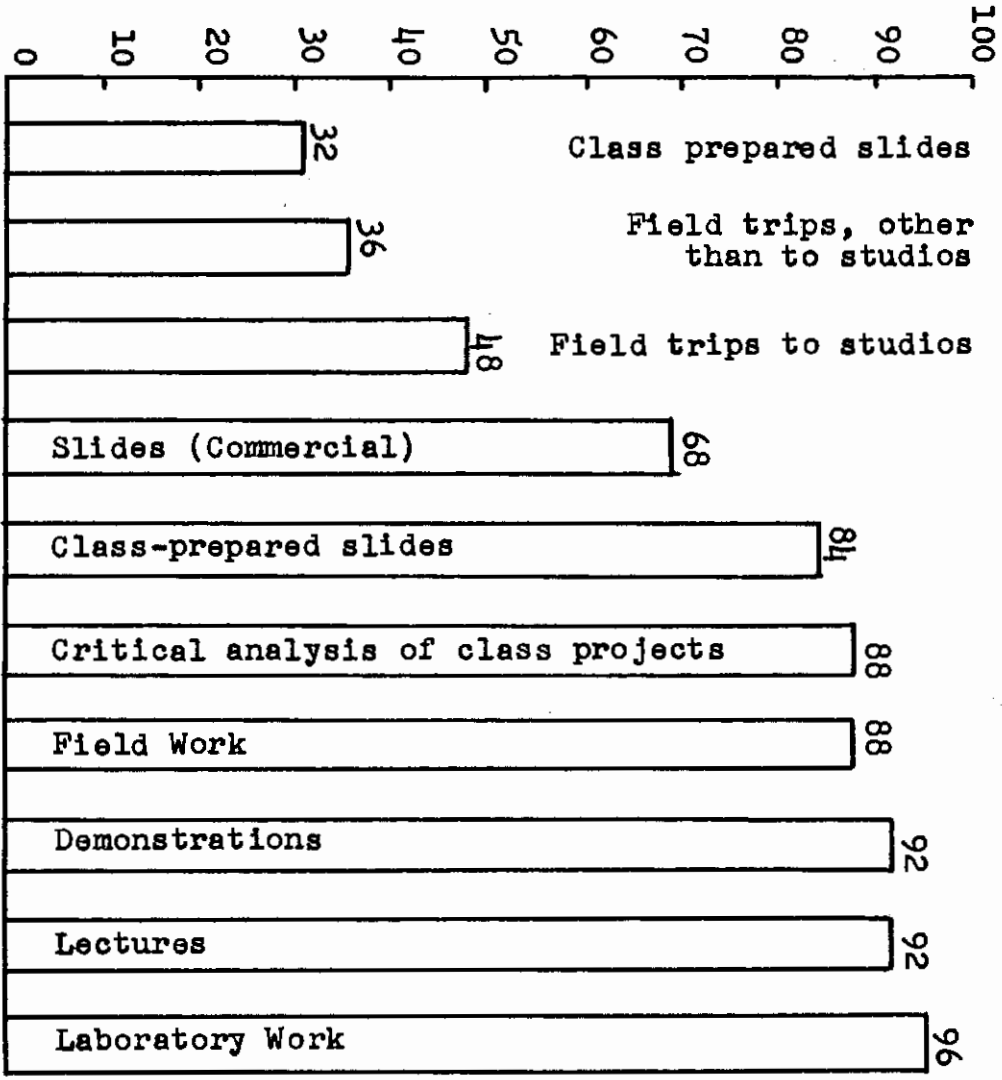 0
10
20
30
40
50
60
70
80
90
100
32
Class prepared slides
36
Field trips, other
than to studios
48
Field trips to studios
68
Slides (Commercial)
84
Class-prepared slides
88
Critical analysis of class projects
88
Field Work
92
Demonstrations
92
Lectures
96
Laboratory Work